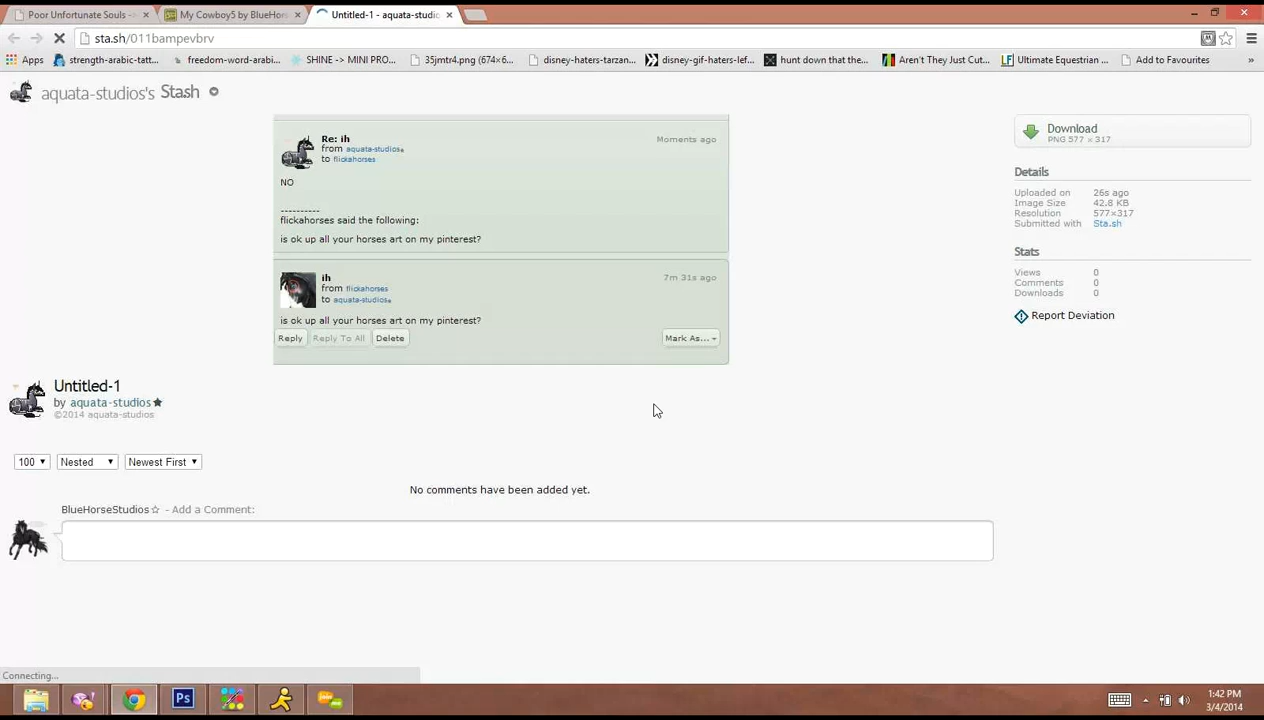 Poor Unfortunate Souls -
My Cowboy5 by BlueHors
Untitled-1 - aquata-studio
sta.sh/011bampevbrv
Apps
strength-arabic-tatt...
freedom-word-arabi...
SHINE -> MINI PRO...
35jmtr4.png (674×6...
disney-haters-tarzan...
disney-gif-haters-lef...
hunt down that the...
Aren't They Just Cut...
LF Ultimate Equestrian ...
Add to Favourites
»
aquata-studios's Stash
Re: ih
Moments ago
from aquata-studios
to flickahorses
NO
----------
flickahorses said the following:
is ok up all your horses art on my pinterest?
ih
7m 31s ago
from flickahorses
to aquata-studios
is ok up all your horses art on my pinterest?
Reply Reply To All Delete Mark As...
Download
PNG 577 × 317
Details
Uploaded on 26s ago
Image Size 42.8 KB
Resolution 577×317
Submitted with Sta.sh
Stats
Views 0
Comments 0
Downloads 0
Report Deviation
Untitled-1
by aquata-studios
©2014 aquata-studios
100 Nested Newest First
No comments have been added yet.
BlueHorseStudios - Add a Comment:
Connecting...
Ps
1:42 PM
3/4/2014